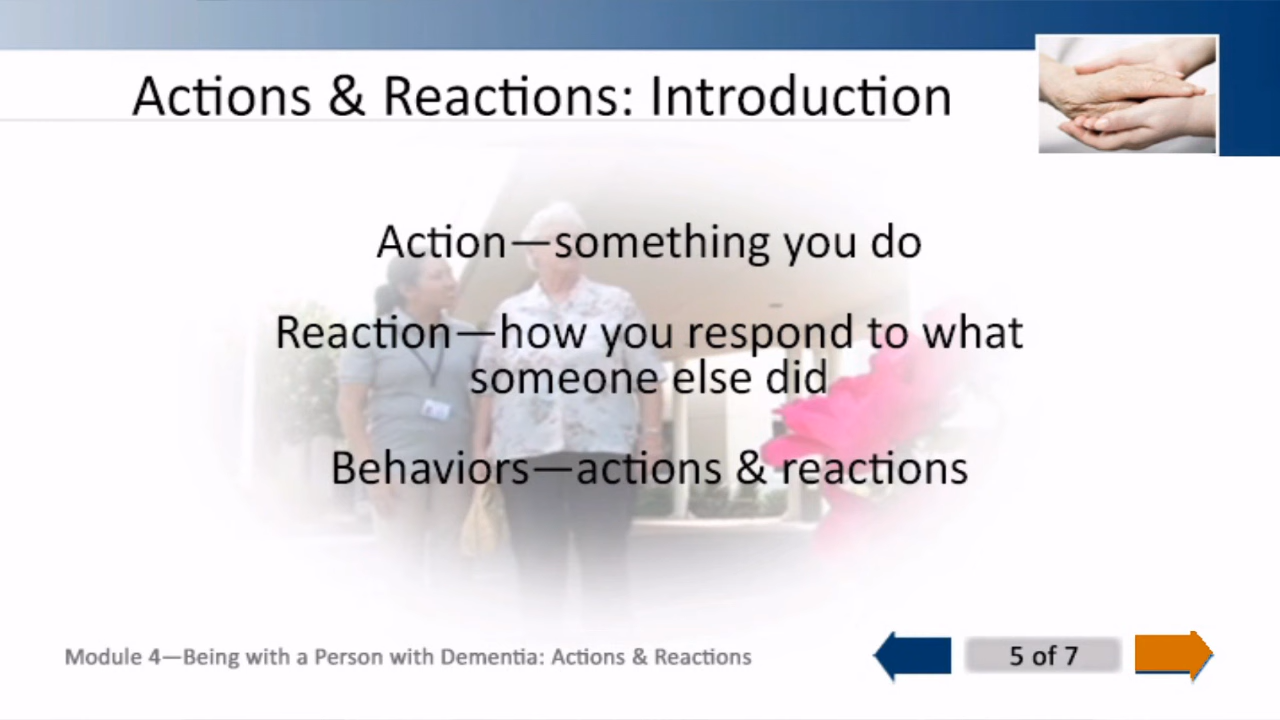 Actions & Reactions: Introduction
Action—something you do
Reaction—how you respond to what
someone else did
Behaviors—actions & reactions
Module 4—Being with a Person with Dementia: Actions & Reactions
5 of 7